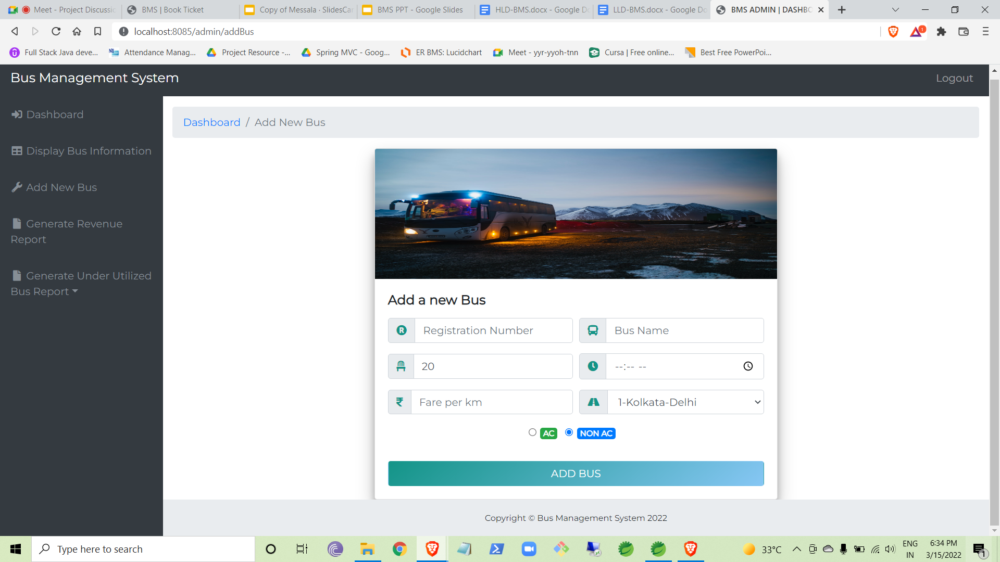 Meet - Project Discussic
BMS | Book Ticket
Copy of Messala · SlidesCar
BMS PPT - Google Slides
HLD-BMS.docx - Google Do
LLD-BMS.docx - Google Do
BMS ADMIN | DASHBO
localhost:8085/admin/addBus
1
Full Stack Java deve...
Attendance Manag...
Project Resource -...
Spring MVC - Goog...
ER BMS: Lucidchart
Meet - yyr-yyoh-tnn
Cursa | Free online...
Best Free PowerPoi...
Bus Management System
Logout
Dashboard
Display Bus Information
Add New Bus
Generate Revenue
Report
Generate Under Utilized
Bus Report
Dashboard / Add New Bus
Add a new Bus
R
Registration Number
Bus Name
20
--:-- --
₹
Fare per km
1-Kolkata-Delhi
AC
NON AC
ADD BUS
Copyright © Bus Management System 2022
Type here to search
33°C
ENG
IN
6:34 PM
3/15/2022
1